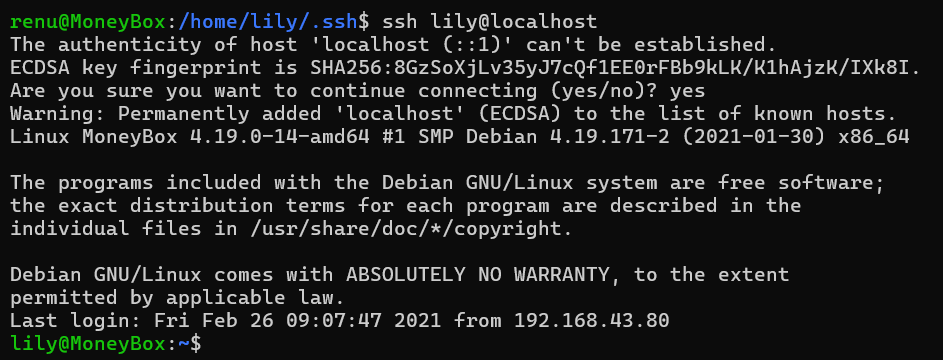 renu@MoneyBox:/home/lily/.ssh$ ssh lily@localhost
The authenticity of host 'localhost (::1)' can't be established.
ECDSA key fingerprint is SHA256:8GzSoXjLv35yJ7cQf1EE0rFBb9kLK/K1hAjzK/IXk8I.
Are you sure you want to continue connecting (yes/no)? yes
Warning: Permanently added 'localhost' (ECDSA) to the list of known hosts.
Linux MoneyBox 4.19.0-14-amd64 #1 SMP Debian 4.19.171-2 (2021-01-30) x86_64
The programs included with the Debian GNU/Linux system are free software;
the exact distribution terms for each program are described in the
individual files in /usr/share/doc/*/copyright.
Debian GNU/Linux comes with ABSOLUTELY NO WARRANTY, to the extent
permitted by applicable law.
Last login: Fri Feb 26 09:07:47 2021 from 192.168.43.80
lily@MoneyBox:~$